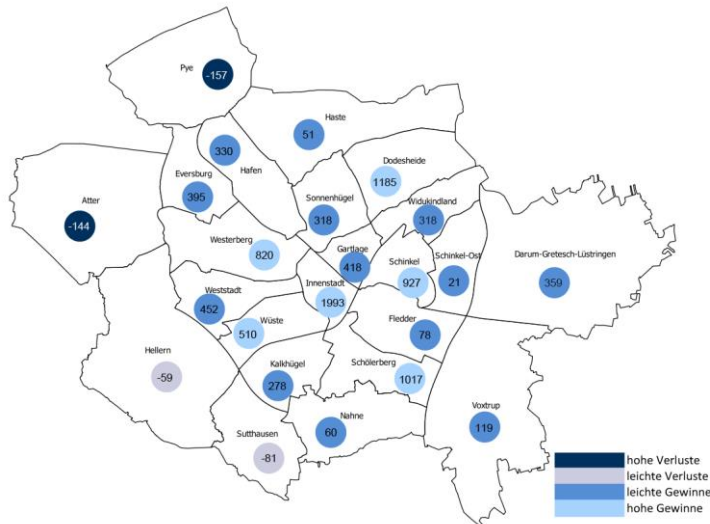 Pye
-157
Haste
51
330
Hafen
Dodesheide
1185
Eversburg
395
Atter
-144
Sonnenhügel
318
Widukindland
318
Westerberg
820
Gartlage
418
Schinkel
927
Schinkel-Ost
21
Darum-Gretesch-Lüstringen
359
Innenstadt
1993
Weststadt
452
Wüste
510
Fledder
78
Hellern
-59
Kalkhügel
278
Schölerberg
1017
Sutthausen
-81
Nahne
60
Voxtrup
119
hohe Verluste
leichte Verluste
leichte Gewinne
hohe Gewinne